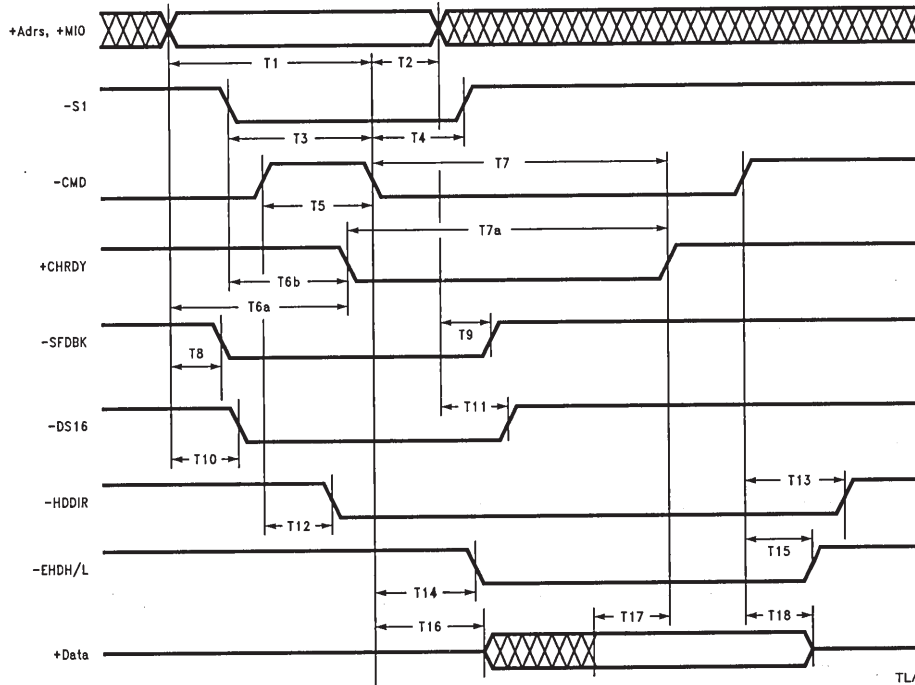 +Adrs, +MIO
T1
T2
-S1
T3
T4
T7
-CMD
T5
T7a
+CHRDY
T6b
T6a
-SFDBK
T8
T9
-DS16
T11
T10
-HDDIR
T13
T12
-EHDH/L
T15
T14
T16
T17
T18
+Data
TL/